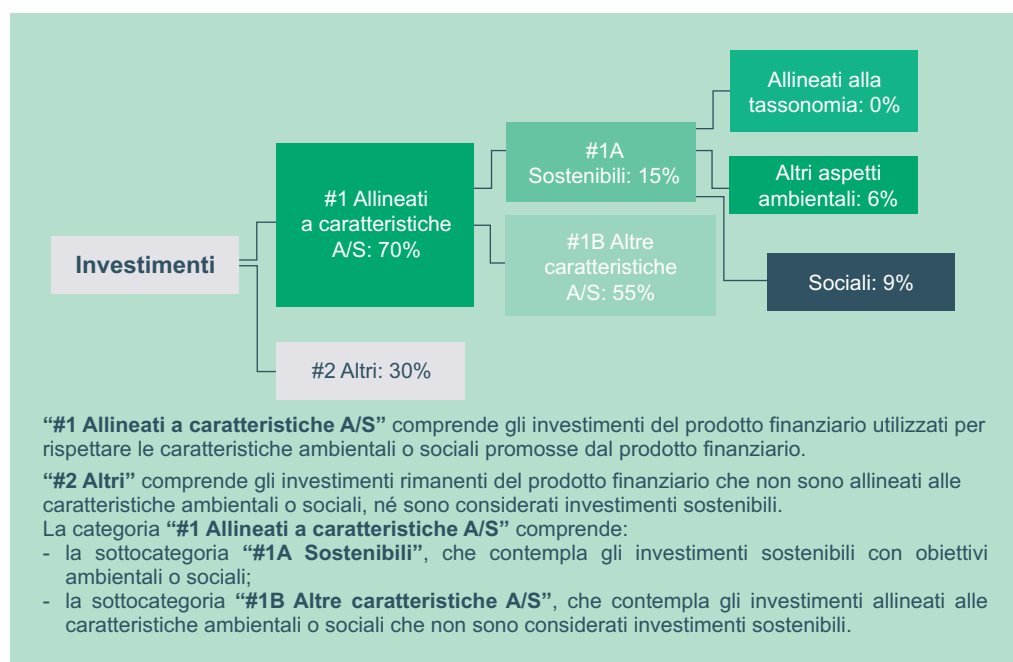 Allineati alla
tassonomia: 0%
#1A
Sostenibili: 15%
Altri aspetti
ambientali: 6%
#1 Allineati
a caratteristiche
A/S: 70%
#1B Altre
caratteristiche
A/S: 55%
Investimenti
Sociali: 9%
#2 Altri: 30%
“#1 Allineati a caratteristiche A/S” comprende gli investimenti del prodotto finanziario utilizzati per
rispettare le caratteristiche ambientali o sociali promosse dal prodotto finanziario.
“#2 Altri” comprende gli investimenti rimanenti del prodotto finanziario che non sono allineati alle
caratteristiche ambientali o sociali, né sono considerati investimenti sostenibili.
La categoria “#1 Allineati a caratteristiche A/S” comprende:
- la sottocategoria “#1A Sostenibili”, che contempla gli investimenti sostenibili con obiettivi
ambientali o sociali;
- la sottocategoria “#1B Altre caratteristiche A/S”, che contempla gli investimenti allineati alle
caratteristiche ambientali o sociali che non sono considerati investimenti sostenibili.